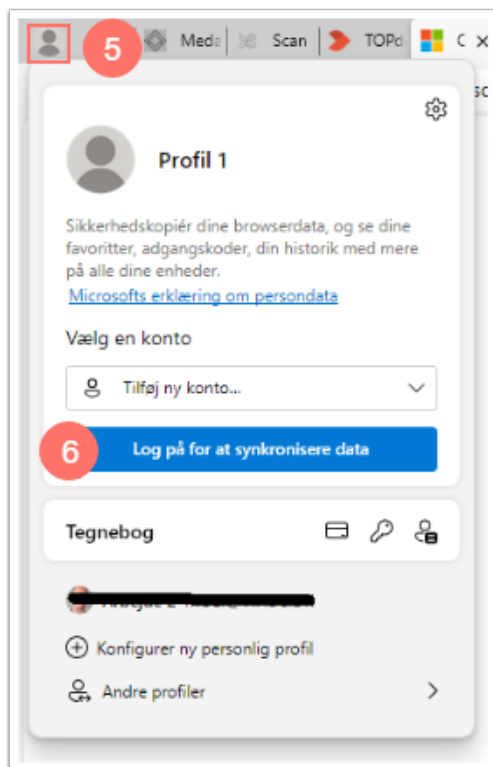 5 Meda Scan TOPd C
Profil 1
Sikkerhedskopiér dine browserdata, og se dine
favoritter, adgangskoder, din historik med mere
på alle dine enheder.
Microsofts erklæring om persondata
Vælg en konto
Tilføj ny konto...
6 Log på for at synkronisere data
Tegnebog
Konfigurer ny personlig profil
Andre profiler